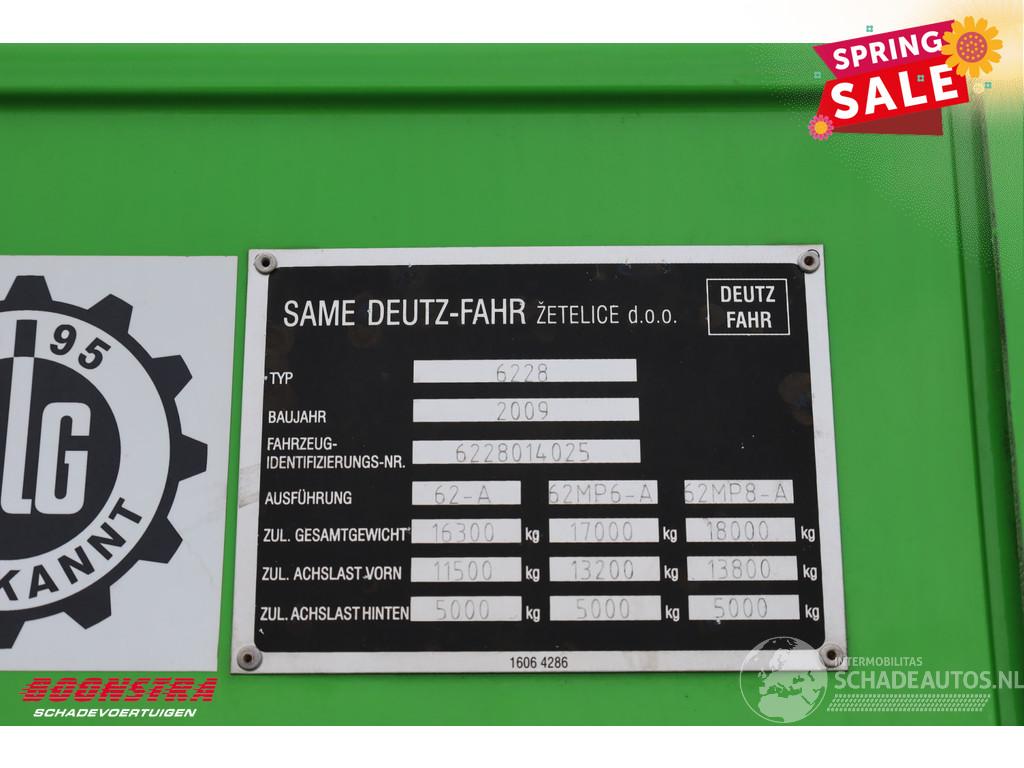 SPRING
SALE
SAME DEUTZ-FAHR ŽETELICE d.o.o.
DEUTZ
FAHR
TYP 6228
BAUJAHR 2009
FAHRZEUG-
IDENTIFIZIERUNGS-NR. 6228014025
AUSFÜHRUNG 62-A 62MP6-A 62MP8-A
ZUL. GESAMTGEWICHT 16300 kg 17000 kg 18000 kg
ZUL. ACHSLAST VORN 11500 kg 13200 kg 13800 kg
ZUL. ACHSLAST HINTEN 5000 kg 5000 kg 5000 kg
1606 4286
95
LG
KANNT
BOONSTRA
SCHADEVOERTUIGEN
INTERMOBILITAS
SCHADEAUTOS.NL